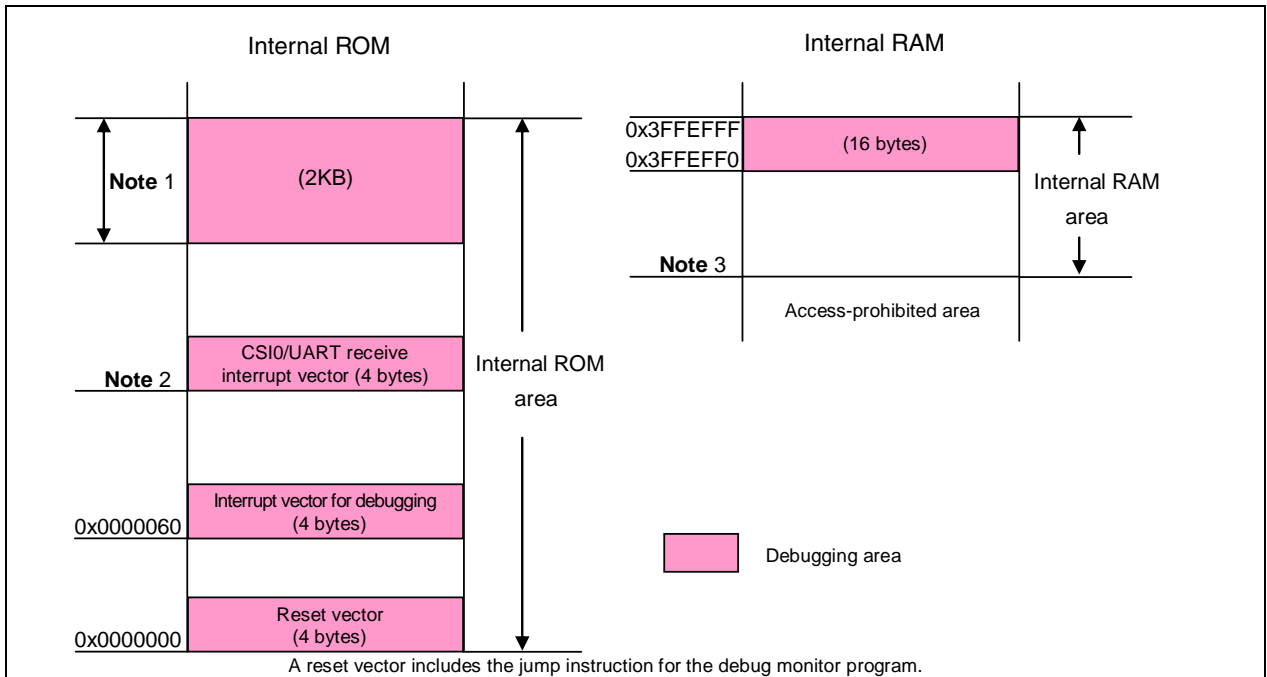 Internal ROM
Note 1
(2KB)
CSI0/UART receive
interrupt vector (4 bytes)
Note 2
Internal ROM
area
Interrupt vector for debugging
(4 bytes)
0x0000060
Reset vector
(4 bytes)
0x0000000
Internal RAM
0x3FFEFFF
0x3FFEFF0
(16 bytes)
Internal RAM
area
Note 3
Access-prohibited area
Debugging area
A reset vector includes the jump instruction for the debug monitor program.